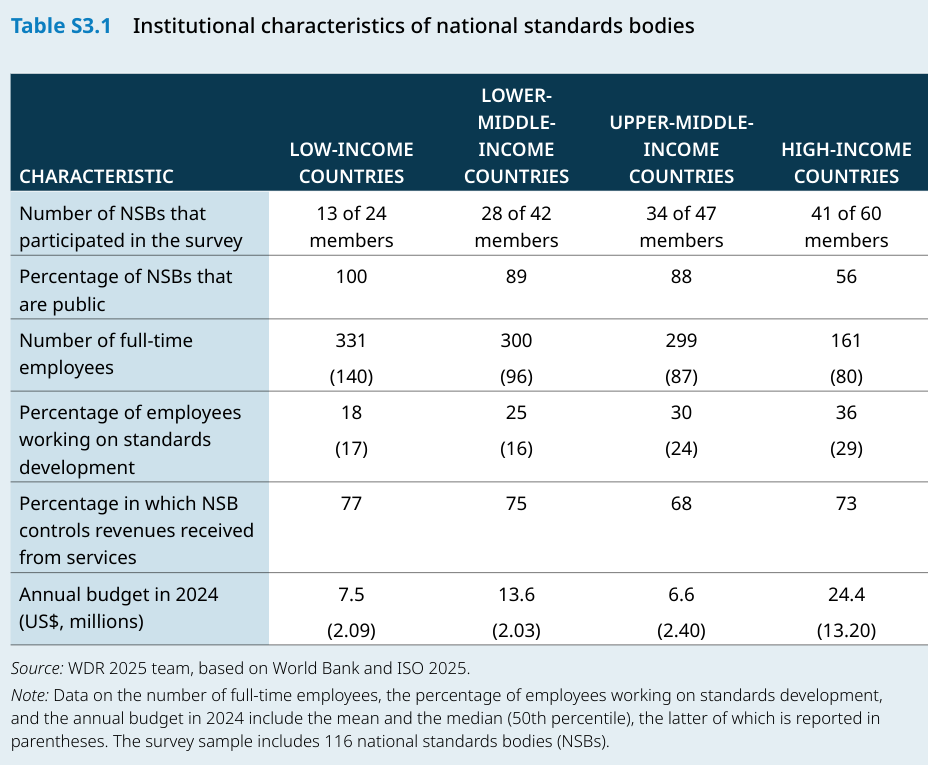 Table S3.1 Institutional characteristics of national standards bodies
CHARACTERISTIC
LOW-INCOME
COUNTRIES
LOWER-
MIDDLE-
INCOME
COUNTRIES
UPPER-MIDDLE-
INCOME
COUNTRIES
HIGH-INCOME
COUNTRIES
Number of NSBs that
participated in the survey
13 of 24
members
28 of 42
members
34 of 47
members
41 of 60
members
Percentage of NSBs that
are public
100
89
88
56
Number of full-time
employees
331
(140)
300
(96)
299
(87)
161
(80)
Percentage of employees
working on standards
development
18
(17)
25
(16)
30
(24)
36
(29)
Percentage in which NSB
controls revenues received
from services
77
75
68
73
Annual budget in 2024
(US$, millions)
7.5
(2.09)
13.6
(2.03)
6.6
(2.40)
24.4
(13.20)
Source: WDR 2025 team, based on World Bank and ISO 2025.
Note: Data on the number of full-time employees, the percentage of employees working on standards development,
and the annual budget in 2024 include the mean and the median (50th percentile), the latter of which is reported in
parentheses. The survey sample includes 116 national standards bodies (NSBs).